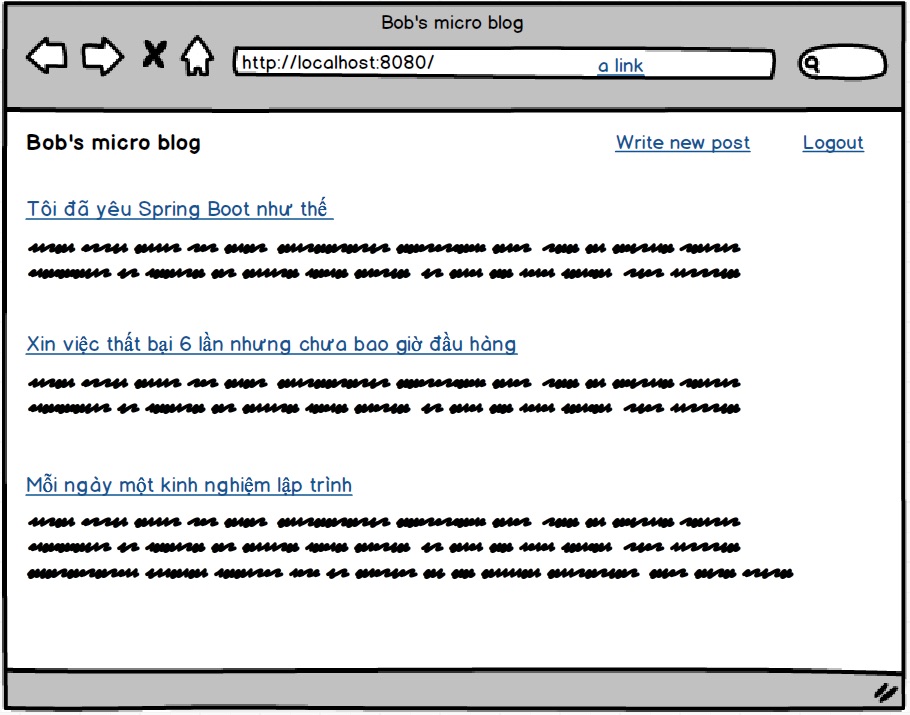 Bob's micro blog
http://localhost:8080/ a link
Bob's micro blog Write new post Logout
Tôi đã yêu Spring Boot như thế
Xin việc thất bại 6 lần nhưng chưa bao giờ đầu hàng
Mỗi ngày một kinh nghiệm lập trình